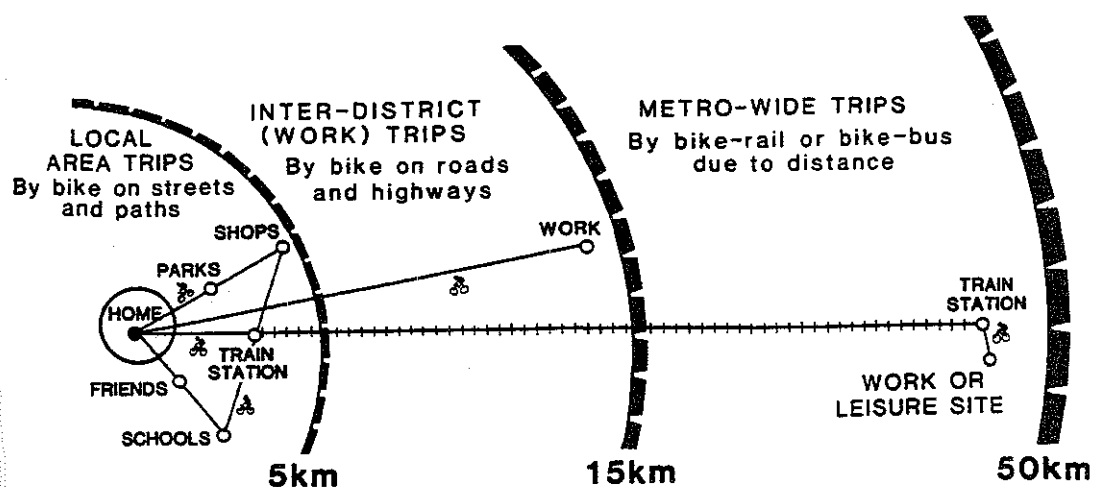 LOCAL
AREA TRIPS
By bike on streets
and paths
INTER-DISTRICT
(WORK) TRIPS
By bike on roads
and highways
METRO-WIDE TRIPS
By bike-rail or bike-bus
due to distance
SHOPS
PARKS
HOME
TRAIN
STATION
FRIENDS
SCHOOLS
WORK
TRAIN
STATION
WORK OR
LEISURE SITE
5km
15km
50km